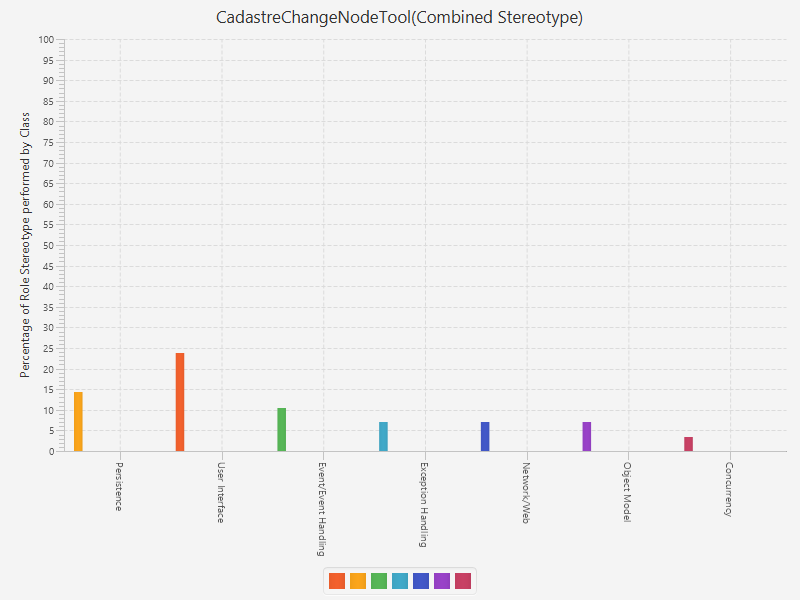 CadastreChangeNodeTool(Combined Stereotype)
Percentage of Role Stereotype performed by Class
100
95
90
85
80
75
70
65
60
55
50
45
40
35
30
25
20
15
10
5
0
Persistence
User Interface
Event/Event Handling
Exception Handling
Network/Web
Object Model
Concurrency